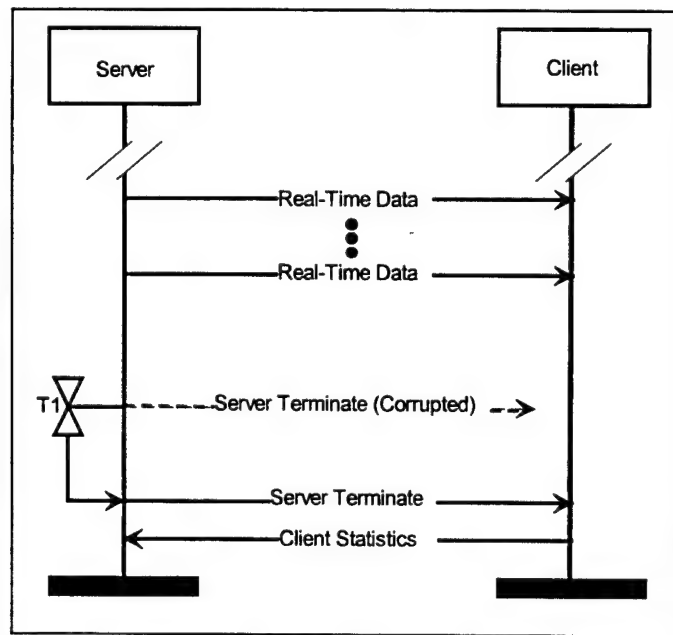 Server
Client
Real-Time Data
Real-Time Data
T1
Server Terminate (Corrupted)
Server Terminate
Client Statistics